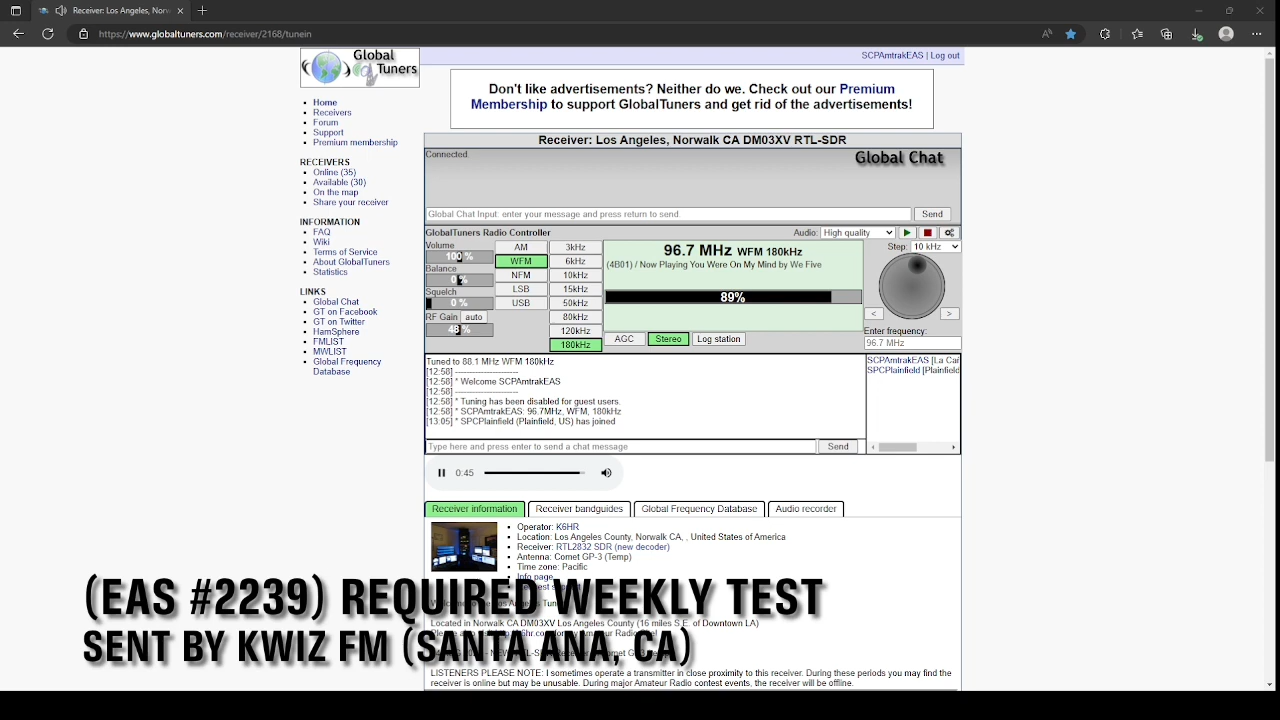 Receiver: Los Angeles, Norw
https://www.globaltuners.com/receiver/2168/tunein
Global Tuners
SCPAmtrakEAS | Log out
Don't like advertisements? Neither do we. Check out our Premium
Membership to support GlobalTuners and get rid of the advertisements!
Home
Receivers
Forum
Support
Premium membership
RECEIVERS
Online (35)
Available (30)
On the map
Share your receiver
INFORMATION
FAQ
Wiki
Terms of Service
About GlobalTuners
Statistics
LINKS
Global Chat
GT on Facebook
GT on Twitter
HamSphere
FMLIST
MWLIST
Global Frequency
Database
Receiver: Los Angeles, Norwalk CA DM03XV RTL-SDR
Connected.
Global Chat
Global Chat Input: enter your message and press return to send.
Send
GlobalTuners Radio Controller
Audio: High quality
Volume
100 %
Balance
0 %
Squelch
0 %
RF Gain auto
48 %
AM
WFM
NFM
LSB
USB
3kHz
6kHz
10kHz
15kHz
50kHz
80kHz
120kHz
180kHz
96.7 MHz WFM 180kHz
(4B01) / Now Playing You Were On My Mind by We Five
89%
AGC
Stereo
Log station
Step: 10 kHz
<
>
Enter frequency:
96.7 MHz
Tuned to 88.1 MHz WFM 180kHz
[12:58] --------------------
[12:58] * Welcome SCPAmtrakEAS
[12:58] --------------------
[12:58] * Tuning has been disabled for guest users.
[12:58] * SCPAmtrakEAS: 96.7MHz, WFM, 180kHz
[13:05] * SPCPlainfield (Plainfield, US) has joined
SCPAmtrakEAS [La Cañ
SPCPlainfield [Plainfield
Type here and press enter to send a chat message
Send
0:45
Receiver information
Receiver bandguides
Global Frequency Database
Audio recorder
Operator: K6HR
Location: Los Angeles County, Norwalk CA, , United States of America
Receiver: RTL2832 SDR (new decoder)
Antenna: Comet GP-3 (Temp)
Time zone: Pacific
Info page
(EAS #2239) REQUIRED WEEKLY TEST
SENT BY KWIZ FM (SANTA ANA, CA)
Located in Norwalk CA DM03XV Los Angeles County (16 miles S.E. of Downtown LA)
LISTENERS PLEASE NOTE: I sometimes operate a transmitter in close proximity to this receiver. During these periods you may find the
receiver is online but may be unusable. During major Amateur Radio contest events, the receiver will be offline.